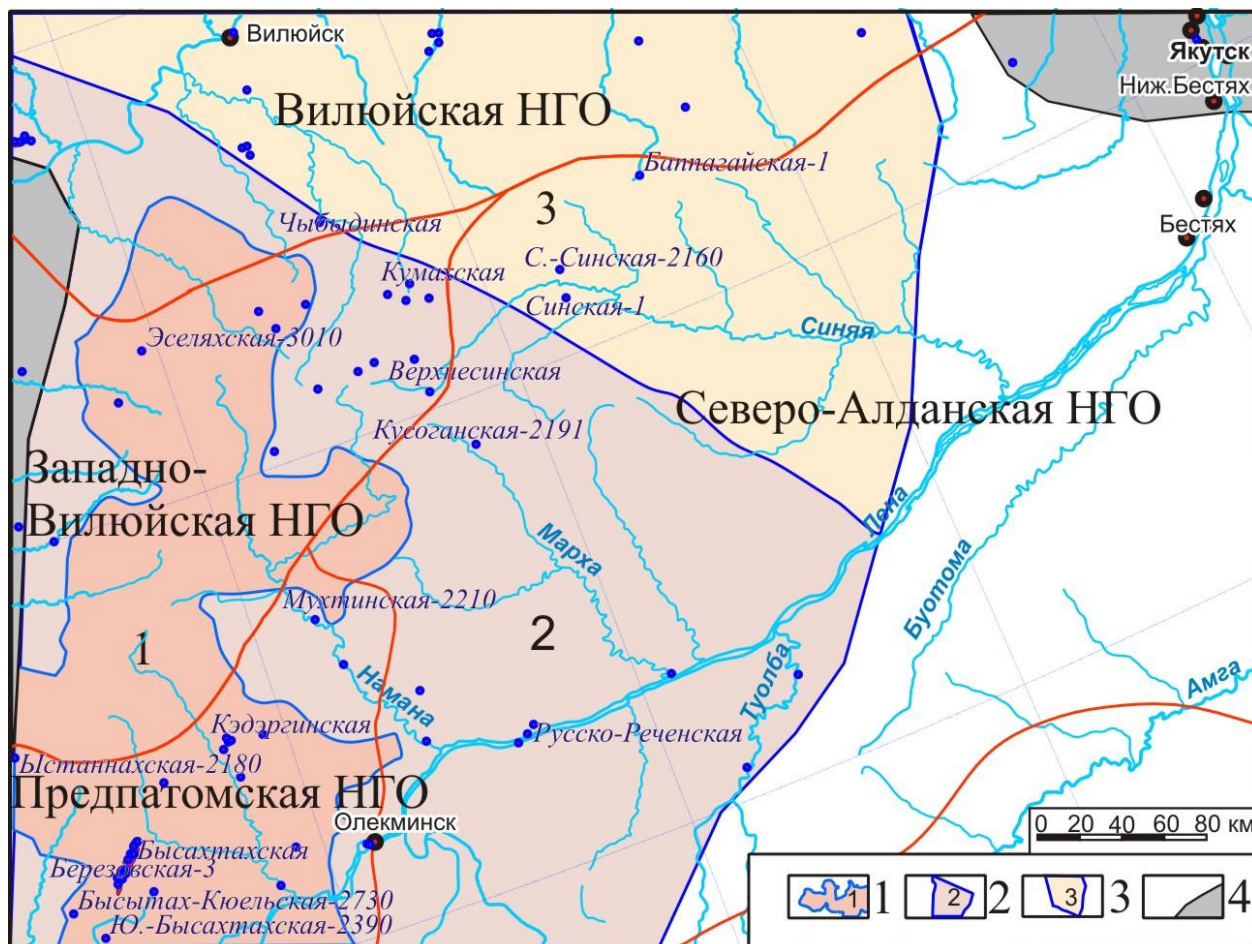 Вилюйск
Якутск
Ниж.Бестях
Вилюйская НГО
Баппагайская-1
3
Чыбыдинская
Бестях
С.-Синская-2160
Кумахская
Синская-1
Синяя
Эселяхская-3010
Верхнесинская
Северо-Алданская НГО
Кусоганская-2191
Западно-
Вилюйская НГО
Лена
Марха
Буотома
Мухтинская-2210
1
2
Намана
Туолба
Амга
Кэдэргинская
Русско-Реченская
Ыстаннахская-2180
Предпатомская НГО
Олекминск
0 20 40 60 80 км
Бысахтахская
Березовская-3
Бысытах-Кюельская-2730
Ю.-Бысахтахская-2390
1 1 2 2 3 3 4